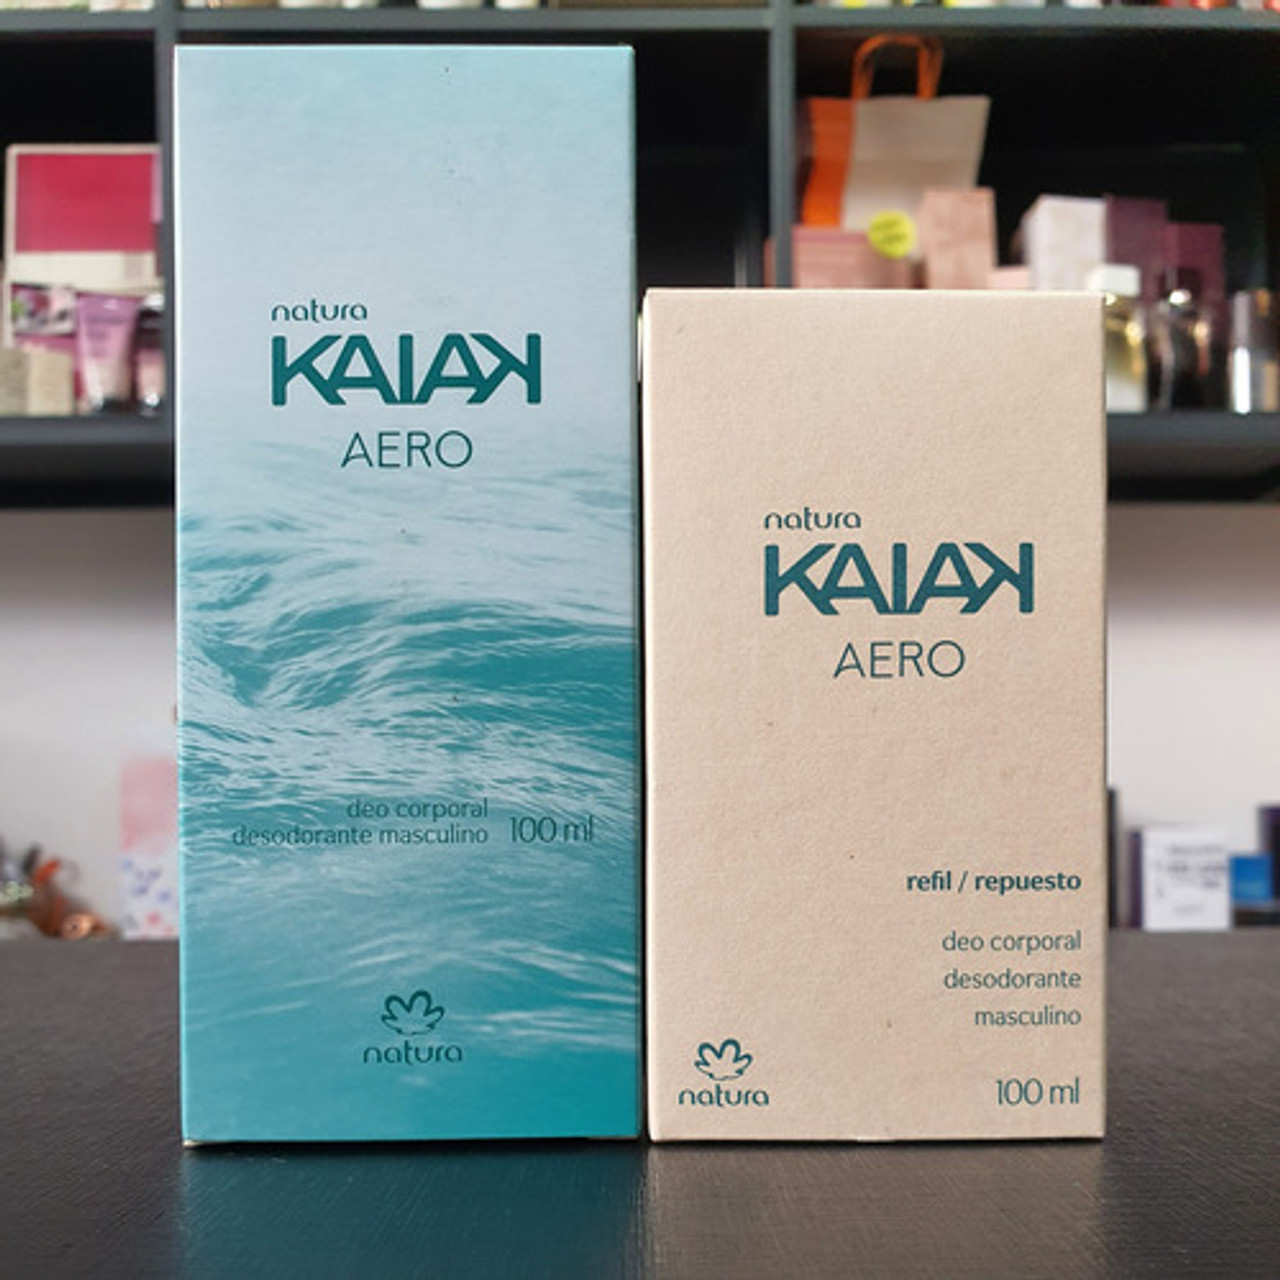 natura
KAIAK
AERO
deo corporal
desodorante masculino 100 ml
natura
natura
KAIAK
AERO
refil / repuesto
deo corporal
desodorante
masculino
natura
100 ml